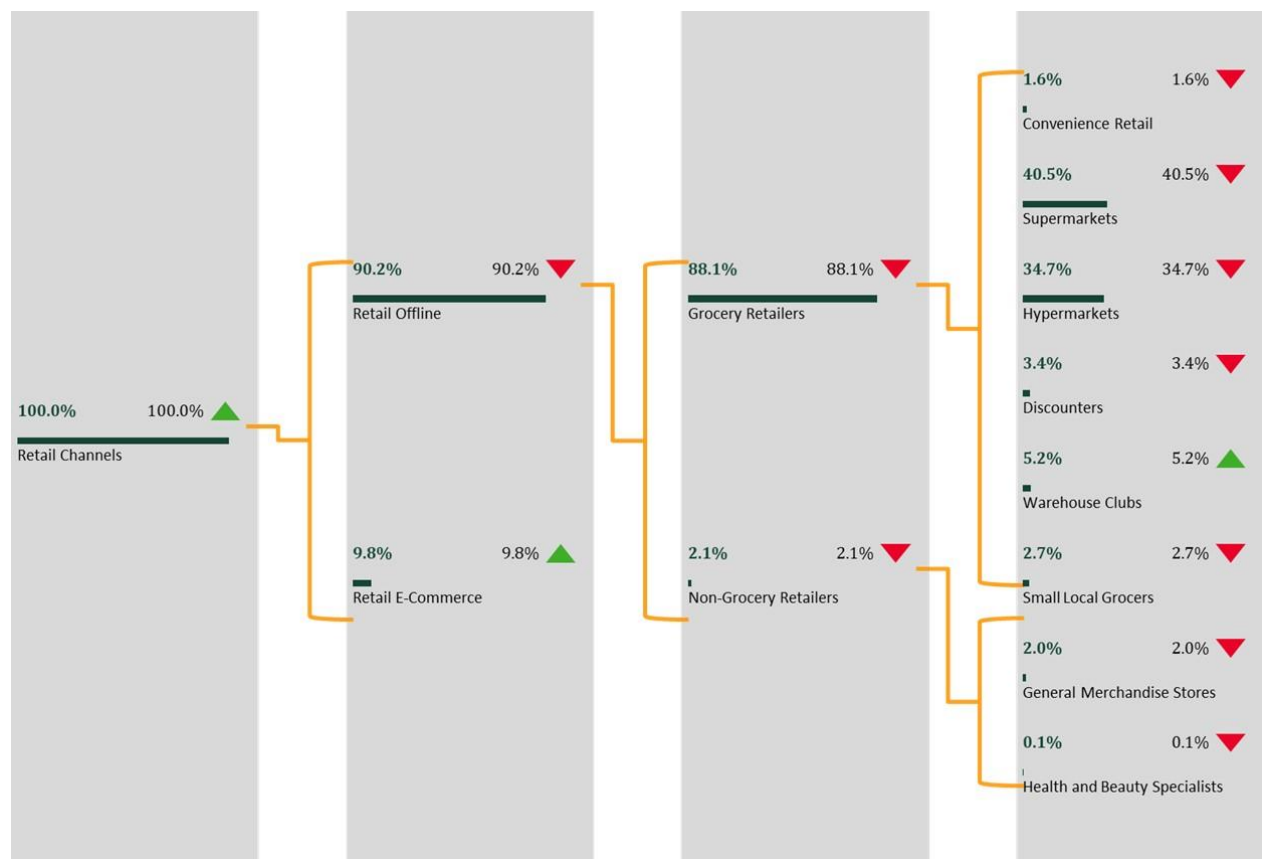 100.0% 100.0%
Retail Channels
90.2% 90.2%
Retail Offline
9.8% 9.8%
Retail E-Commerce
88.1% 88.1%
Grocery Retailers
2.1% 2.1%
Non-Grocery Retailers
1.6% 1.6%
Convenience Retail
40.5% 40.5%
Supermarkets
34.7% 34.7%
Hypermarkets
3.4% 3.4%
Discounters
5.2% 5.2%
Warehouse Clubs
2.7% 2.7%
Small Local Grocers
2.0% 2.0%
General Merchandise Stores
0.1% 0.1%
Health and Beauty Specialists